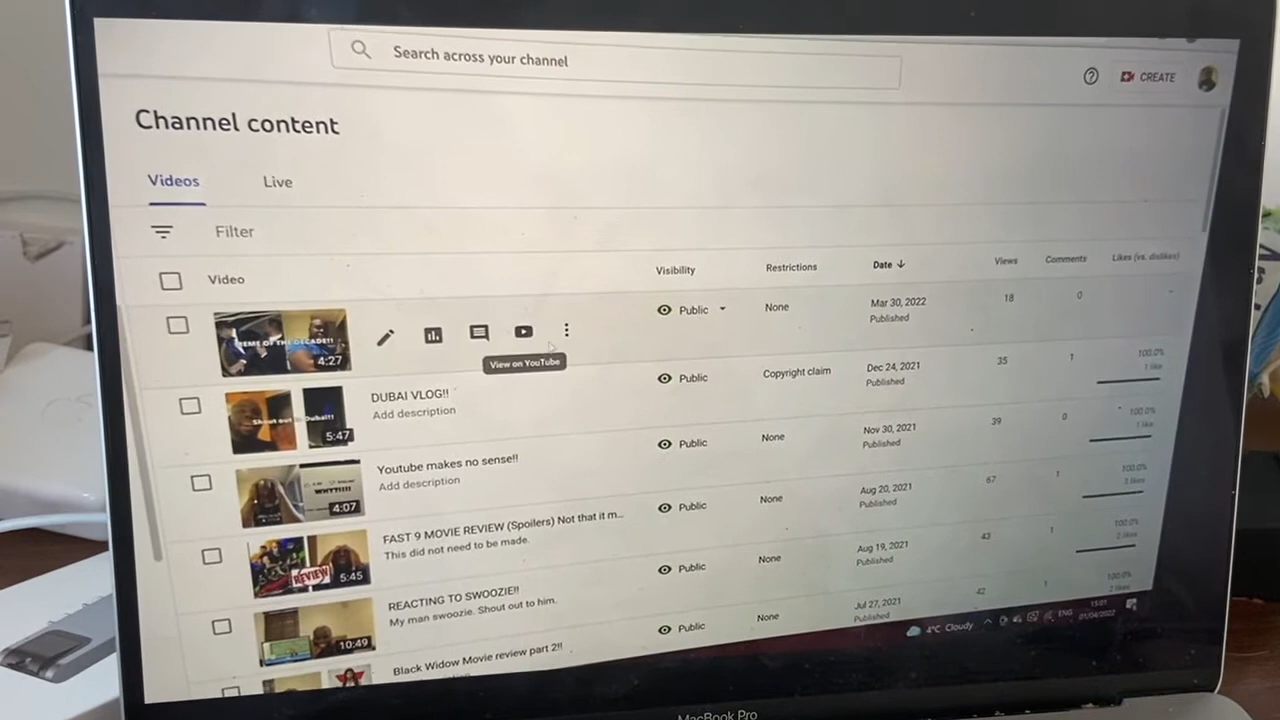 Search across your channel
CREATE
Channel content
Videos
Live
Filter
Video
Visibility
Restrictions
Date
Views
Comments
Likes (vs. dislikes)
MEME OF THE DECADE!!
4:27
View on YouTube
Public
None
Mar 30, 2022
Published
18
0
5:47
DUBAI VLOG!!
Add description
Public
Copyright claim
Dec 24, 2021
Published
35
1
100.0%
1 like
4:07
Youtube makes no sense!!
Add description
Public
None
Nov 30, 2021
Published
39
0
100.0%
1 like
REVIEW
5:45
FAST 9 MOVIE REVIEW (Spoilers) Not that it m...
This did not need to be made.
Public
None
Aug 20, 2021
Published
67
1
100.0%
2 likes
10:49
REACTING TO SWOOZIE!!
My man swoozie. Shout out to him.
Public
None
Aug 19, 2021
Published
43
1
100.0%
2 likes
Black Widow Movie review part 2!!
Public
None
Jul 27, 2021
Published
42
1
100.0%
2 likes
4°C Cloudy
ENG
15:01
01/04/2022
MacBook Pro